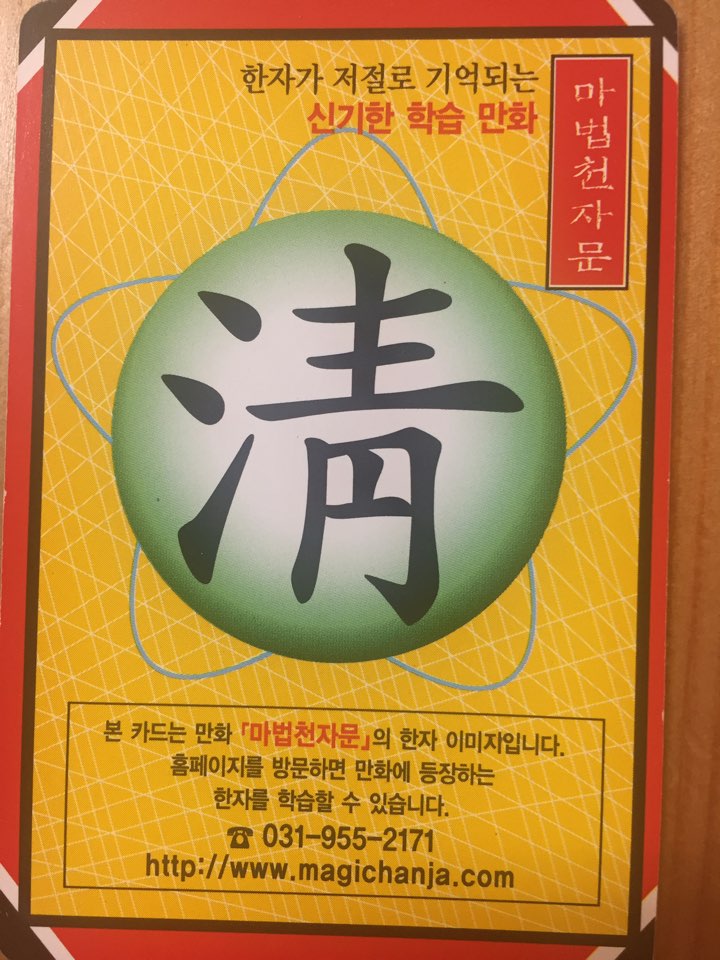 한자가 저절로 기억되는
신기한 학습 만화
마법천자문
淸
본 카드는 만화 「마법천자문」의 한자 이미지입니다.
홈페이지를 방문하면 만화에 등장하는
한자를 학습할 수 있습니다.
☎ 031-955-2171
http://www.magichanja.com